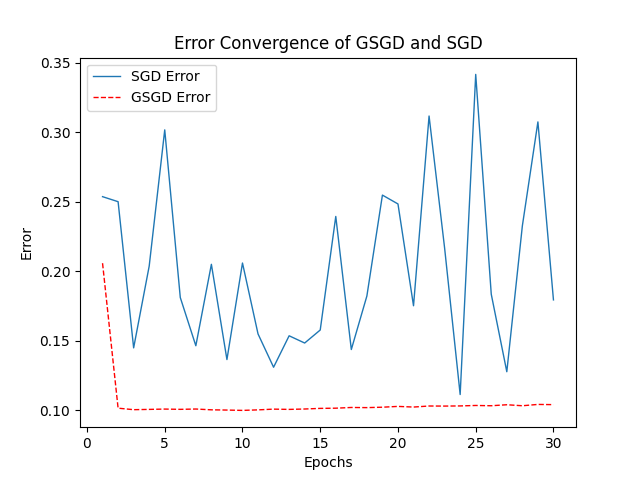 Error Convergence of GSGD and SGD
SGD Error
GSGD Error
0.35
0.30
0.25
0.20
0.15
0.10
Error
0 5 10 15 20 25 30
Epochs